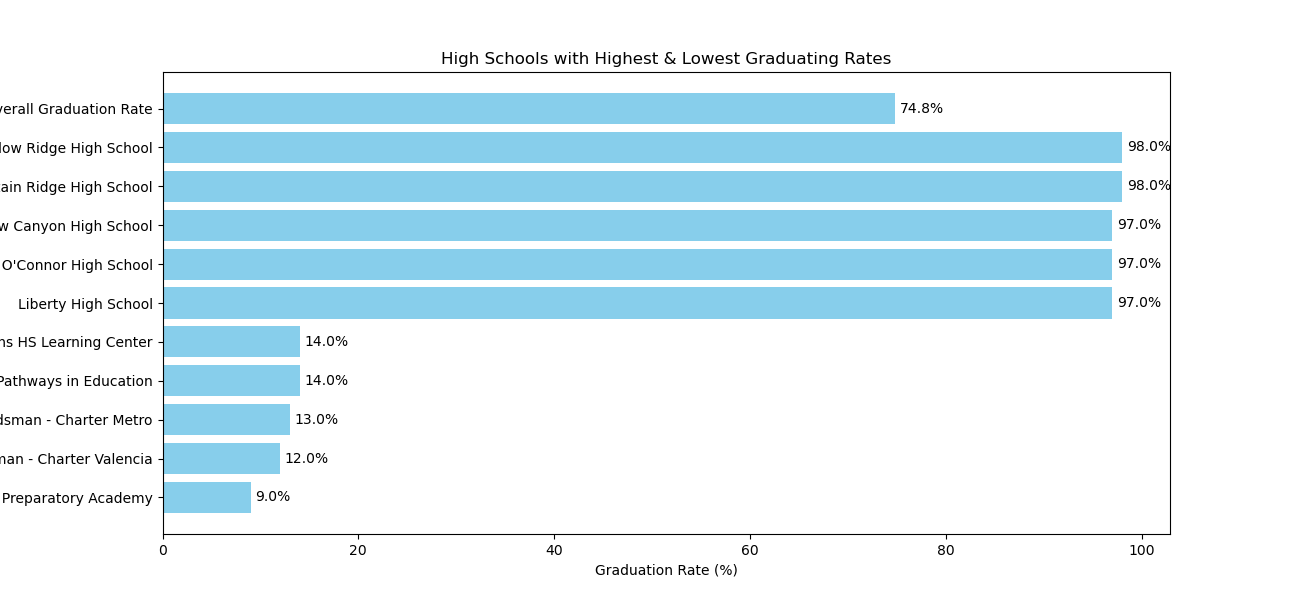 High Schools with Highest & Lowest Graduating Rates
verall Graduation Rate 74.8%
low Ridge High School 98.0%
ain Ridge High School 98.0%
w Canyon High School 97.0%
O'Connor High School 97.0%
Liberty High School 97.0%
ns HS Learning Center 14.0%
Pathways in Education 14.0%
dsman - Charter Metro 13.0%
man - Charter Valencia 12.0%
Preparatory Academy 9.0%
0 20 40 60 80 100
Graduation Rate (%)